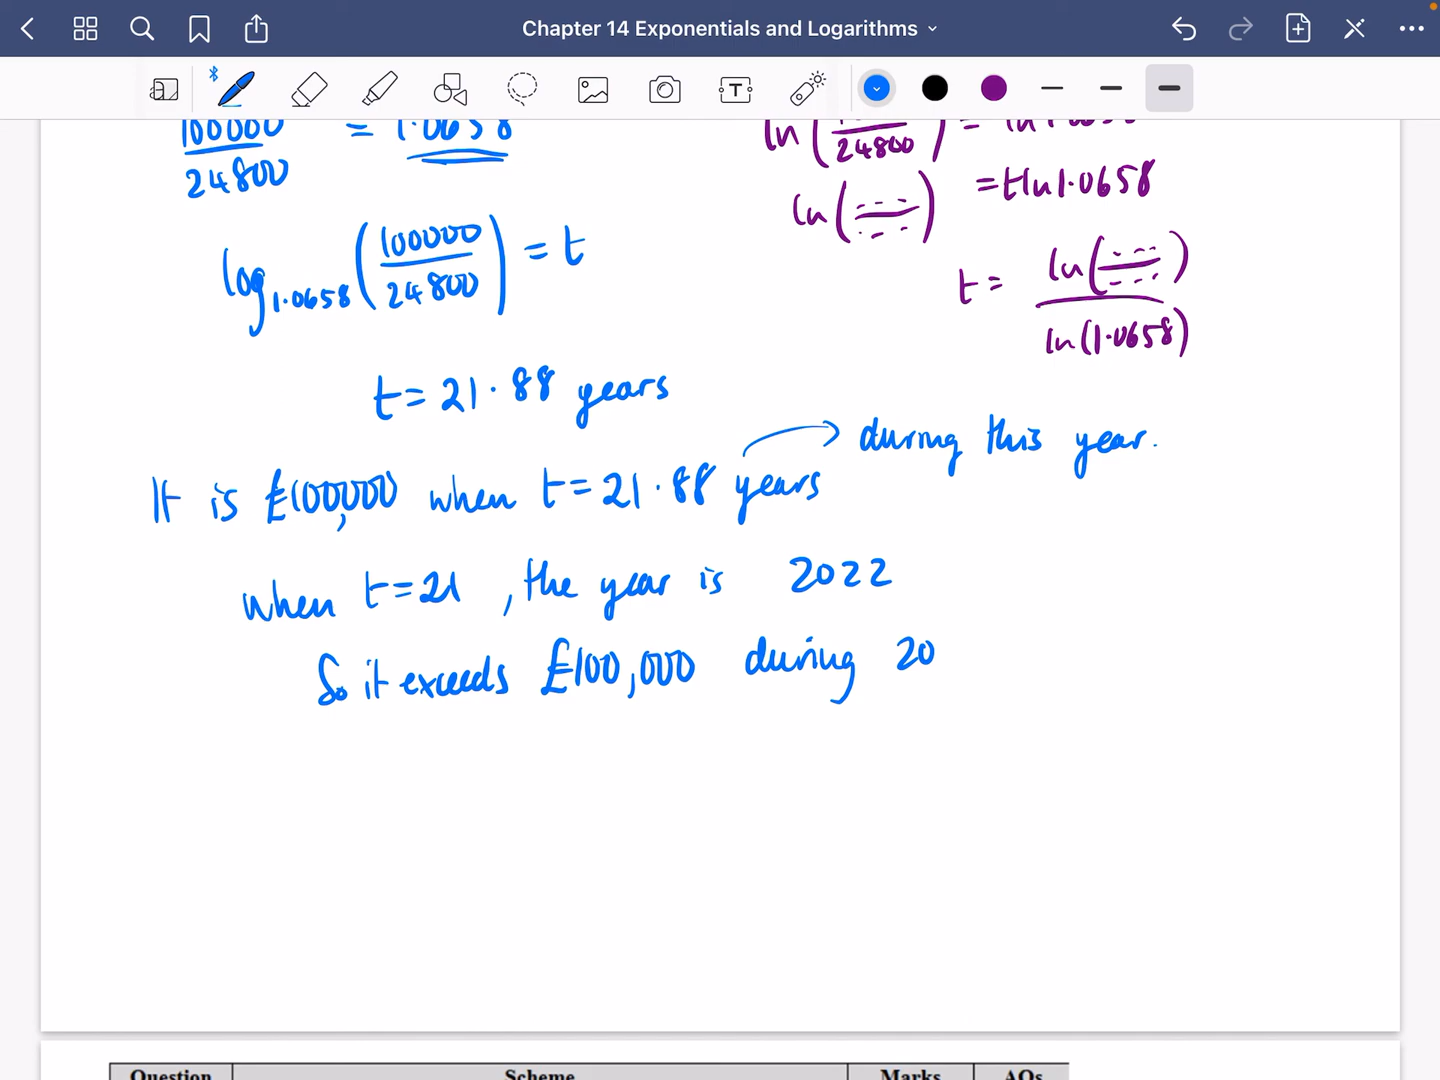 Chapter 14 Exponentials and Logarithms
T
100000 = 1.0658
24800
log1.0658 (100000/24800) = t
t = 21.88 years
ln( /24800) =
ln( ) = tln1.0658
t = ln( )/ln(1.0658)
It is £100,000 when t = 21.88 years → during this year.
when t = 21, the year is 2022
So it exceeds £100,000 during 20
Question Scheme Marks AOs